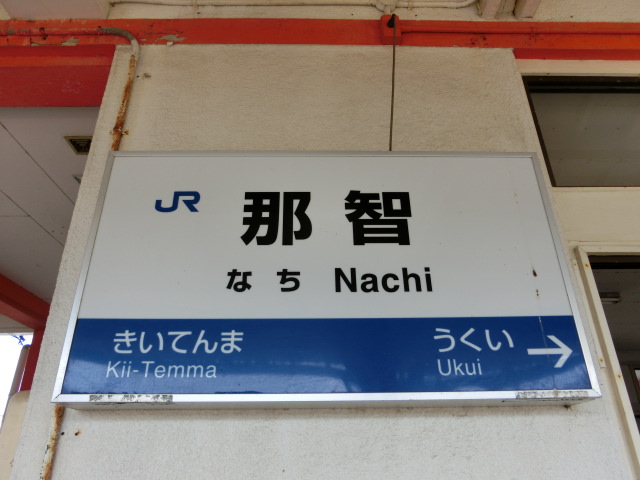 JR 那智
なち Nachi
きいてんま うくい →
Kii-Temma Ukui